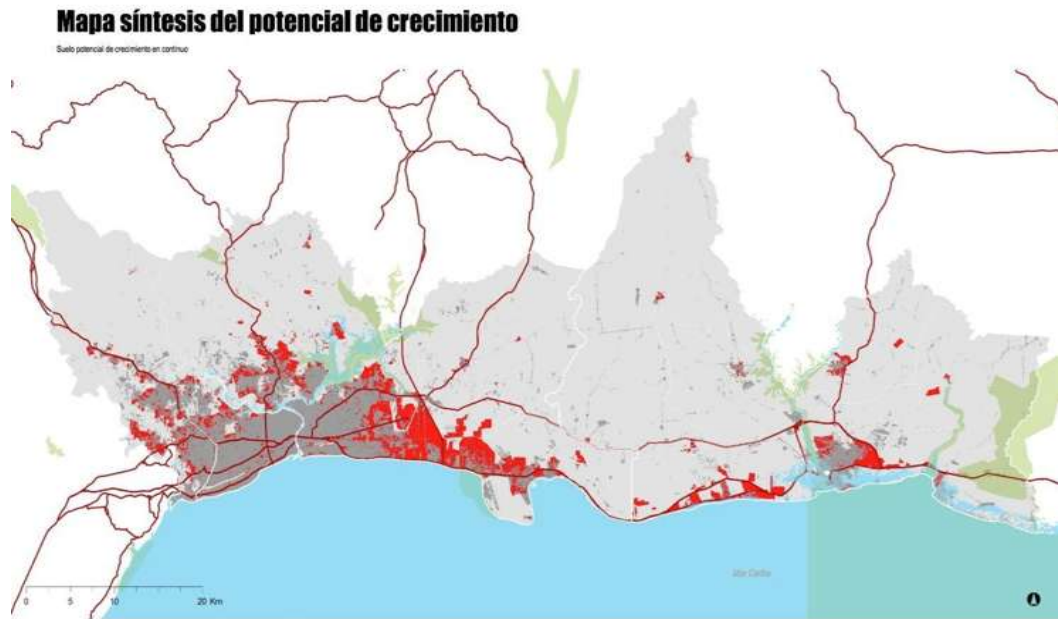 Mapa síntesis del potencial de crecimiento
Suelo potencial de crecimiento en continuo
Mar Caribe
0 5 10 20 Km